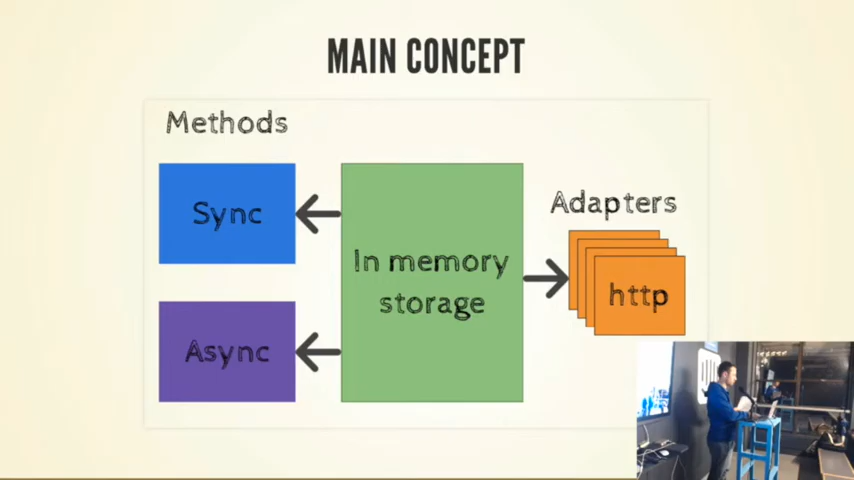 MAIN CONCEPT
Methods
Sync
Async
In memory
storage
Adapters
http